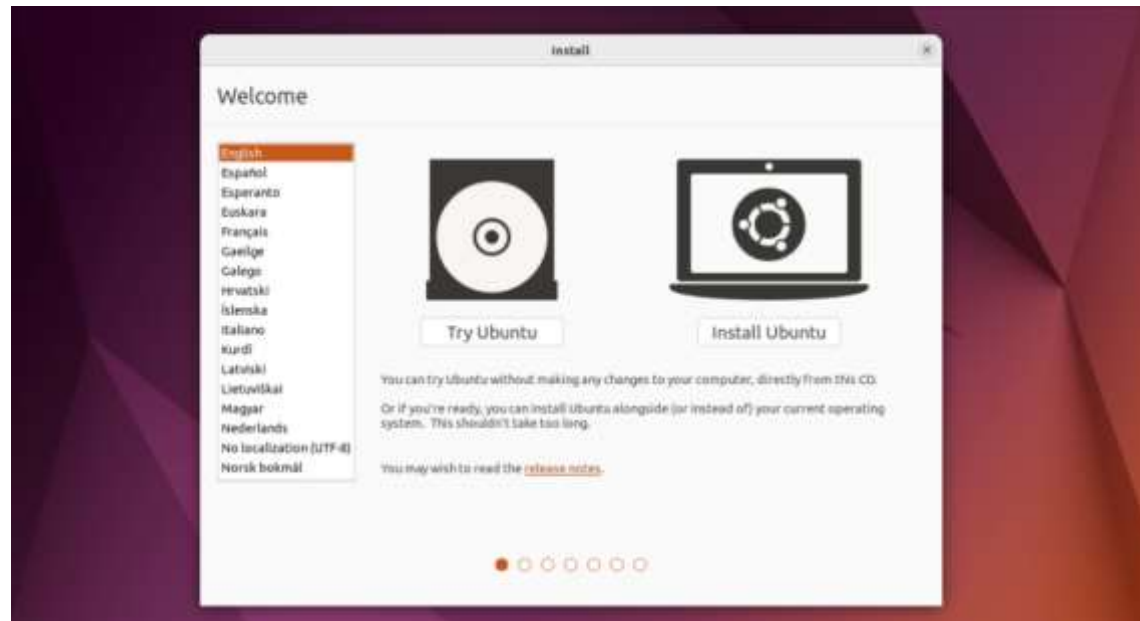 Install
Welcome
English
Español
Esperanto
Euskara
Français
Gaeilge
Galego
Hrvatski
Íslenska
Italiano
Kurdî
Latviski
Lietuviškai
Magyar
Nederlands
No localization (UTF-8)
Norsk bokmål
Try Ubuntu
Install Ubuntu
You can try Ubuntu without making any changes to your computer, directly from this CD.
Or if you're ready, you can install Ubuntu alongside (or instead of) your current operating
system. This shouldn't take too long.
You may wish to read the release notes.